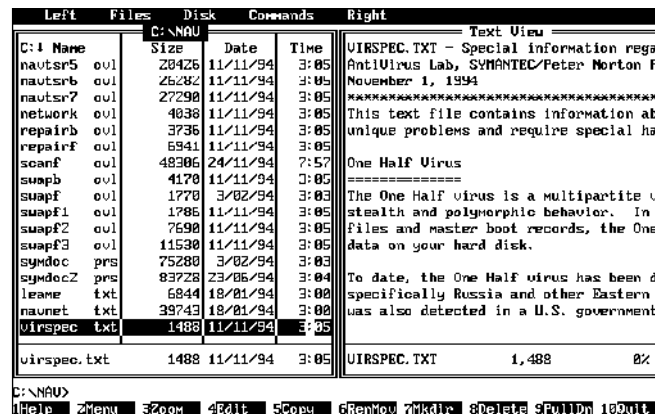 Left Files Disk Commands Right
C:\NAV
C:↓ Name Size Date Time
navtsr5 ovl 20426 11/11/94 3:05
navtsr6 ovl 26282 11/11/94 3:05
navtsr7 ovl 27290 11/11/94 3:05
network ovl 4038 11/11/94 3:05
repairb ovl 3736 11/11/94 3:05
repairf ovl 6941 11/11/94 3:05
scanf ovl 48306 24/11/94 7:57
swapb ovl 4170 11/11/94 3:05
swapf ovl 1770 3/02/94 3:03
swapf1 ovl 1786 11/11/94 3:05
swapf2 ovl 7690 11/11/94 3:05
swapf3 ovl 11530 11/11/94 3:05
symdoc prs 75280 3/02/94 3:03
symdoc2 prs 83728 23/06/94 3:04
leame txt 6844 18/01/94 3:00
navnet txt 39743 18/01/94 3:00
virspec txt 1488 11/11/94 3:05
virspec.txt 1488 11/11/94 3:05
Text View
VIRSPEC.TXT - Special information rega
AntiVirus Lab, SYMANTEC/Peter Norton P
November 1, 1994
****************************************
This text file contains information ab
unique problems and require special ha
One Half Virus
==============
The One Half virus is a multipartite v
stealth and polymorphic behavior. In
files and master boot records, the One
data on your hard disk.
To date, the One Half virus has been d
specifically Russia and other Eastern
was also detected in a U.S. government
VIRSPEC.TXT 1,488 0%
C:\NAV>
1Help 2Menu 3Zoom 4Edit 5Copy 6RenMov 7Mkdir 8Delete 9PullDn 10Quit